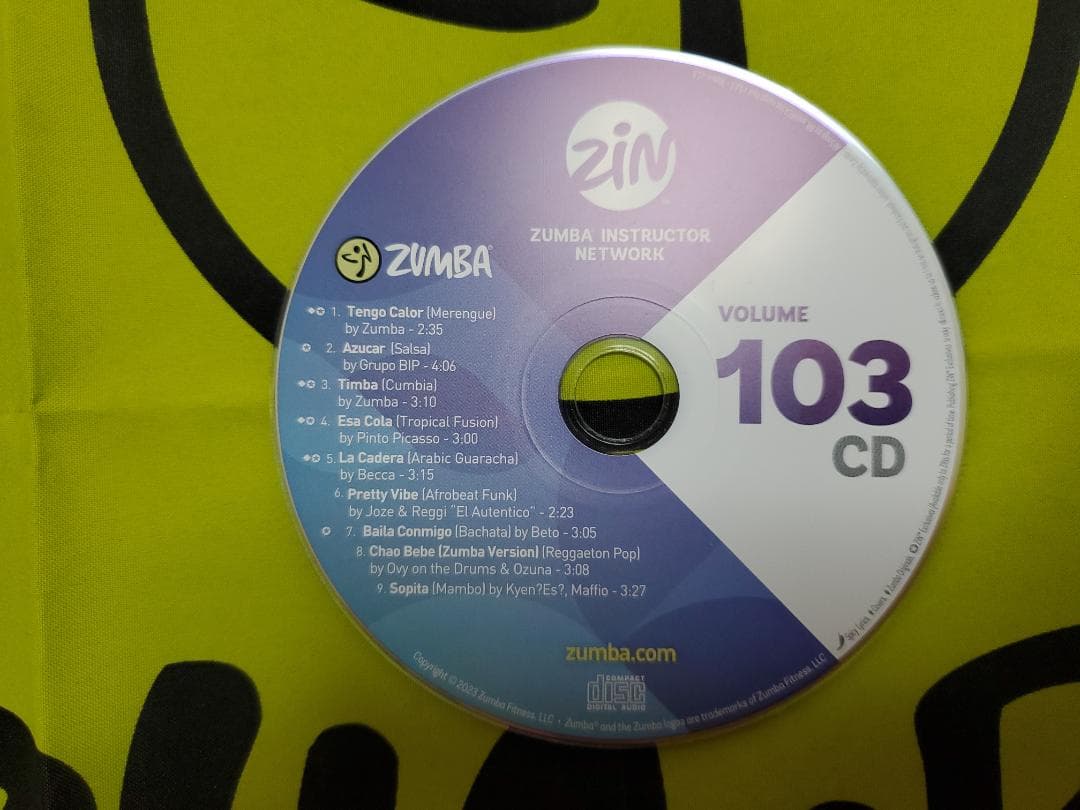 ZiN
ZUMBA INSTRUCTOR
NETWORK
ZUMBA®
1. Tengo Calor (Merengue)
by Zumba - 2:35
2. Azucar (Salsa)
by Grupo BIP - 4:06
3. Timba (Cumbia)
by Zumba - 3:10
4. Esa Cola (Tropical Fusion)
by Pinto Picasso - 3:00
5. La Cadera (Arabic Guaracha)
by Becca - 3:15
6. Pretty Vibe (Afrobeat Funk)
by Joze & Reggi "El Autentico" - 2:23
7. Baila Conmigo (Bachata) by Beto - 3:05
8. Chao Bebe (Zumba Version) (Reggaeton Pop)
by Ovy on the Drums & Ozuna - 3:08
9. Sopita (Mambo) by Kyen?Es?, Maffio - 3:27
VOLUME
103
CD
zumba.com
COMPACT
disc
DIGITAL AUDIO
Copyright © 2023 Zumba Fitness, LLC • Zumba® and the Zumba logos are trademarks of Zumba Fitness, LLC